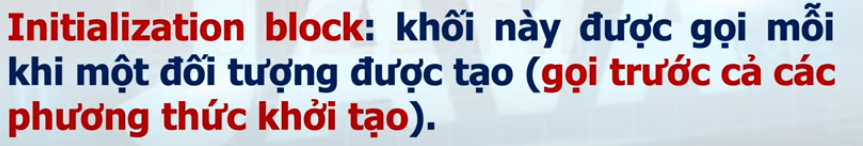 Initialization block: khối này được gọi mỗi
khi một đối tượng được tạo (gọi trước cả các
phương thức khởi tạo).